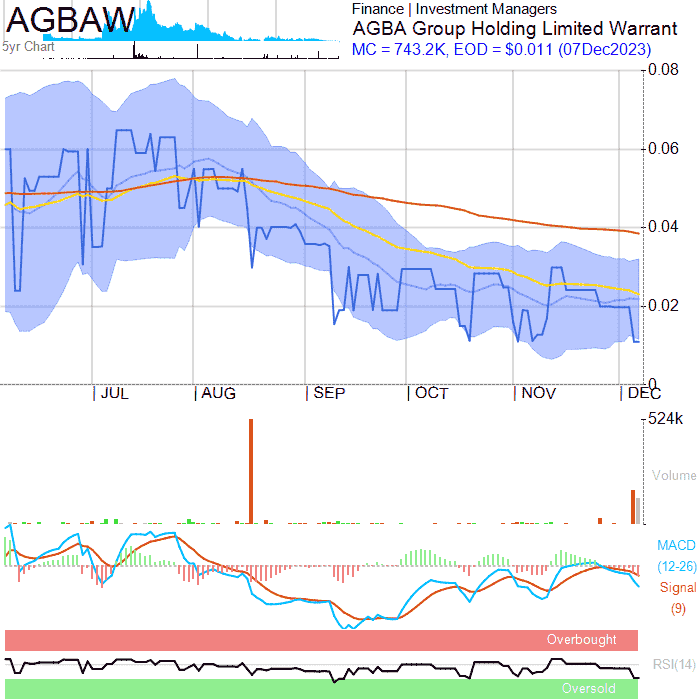 AGBAW
5yr Chart
Finance | Investment Managers
AGBA Group Holding Limited Warrant
MC = 743.2K, EOD = $0.011 (07Dec2023)
0.08
0.06
0.04
0.02
0
JUL AUG SEP OCT NOV DEC
524k
Volume
MACD
(12-26)
Signal
(9)
Overbought
RSI(14)
Oversold